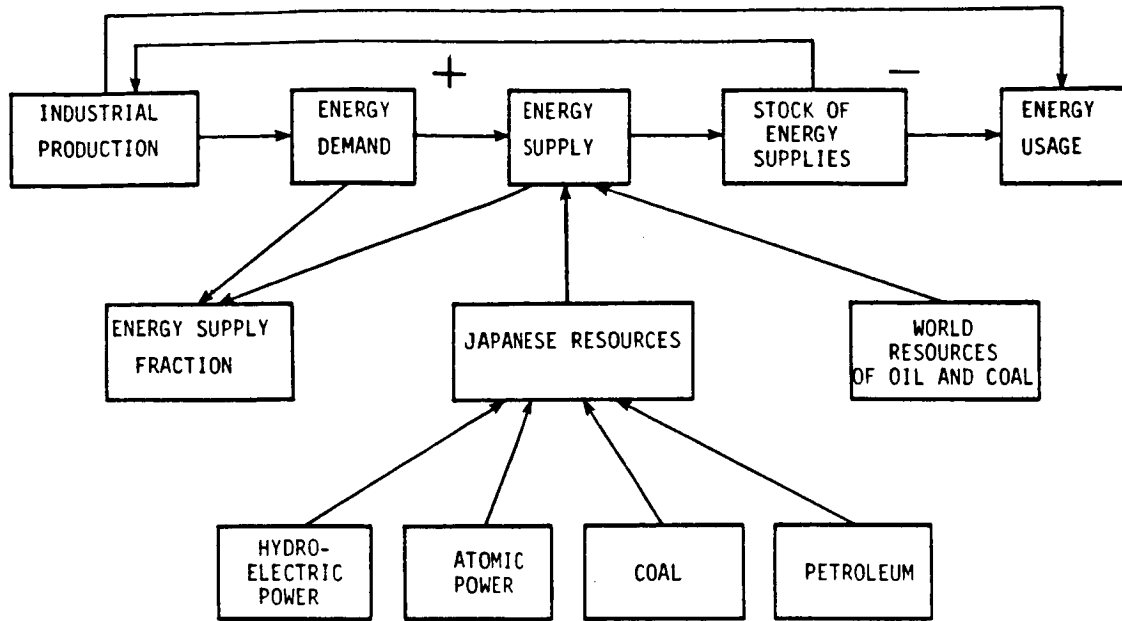 +
−
INDUSTRIAL
PRODUCTION
ENERGY
DEMAND
ENERGY
SUPPLY
STOCK OF
ENERGY
SUPPLIES
ENERGY
USAGE
ENERGY SUPPLY
FRACTION
JAPANESE RESOURCES
WORLD
RESOURCES
OF OIL AND COAL
HYDRO-
ELECTRIC
POWER
ATOMIC
POWER
COAL
PETROLEUM